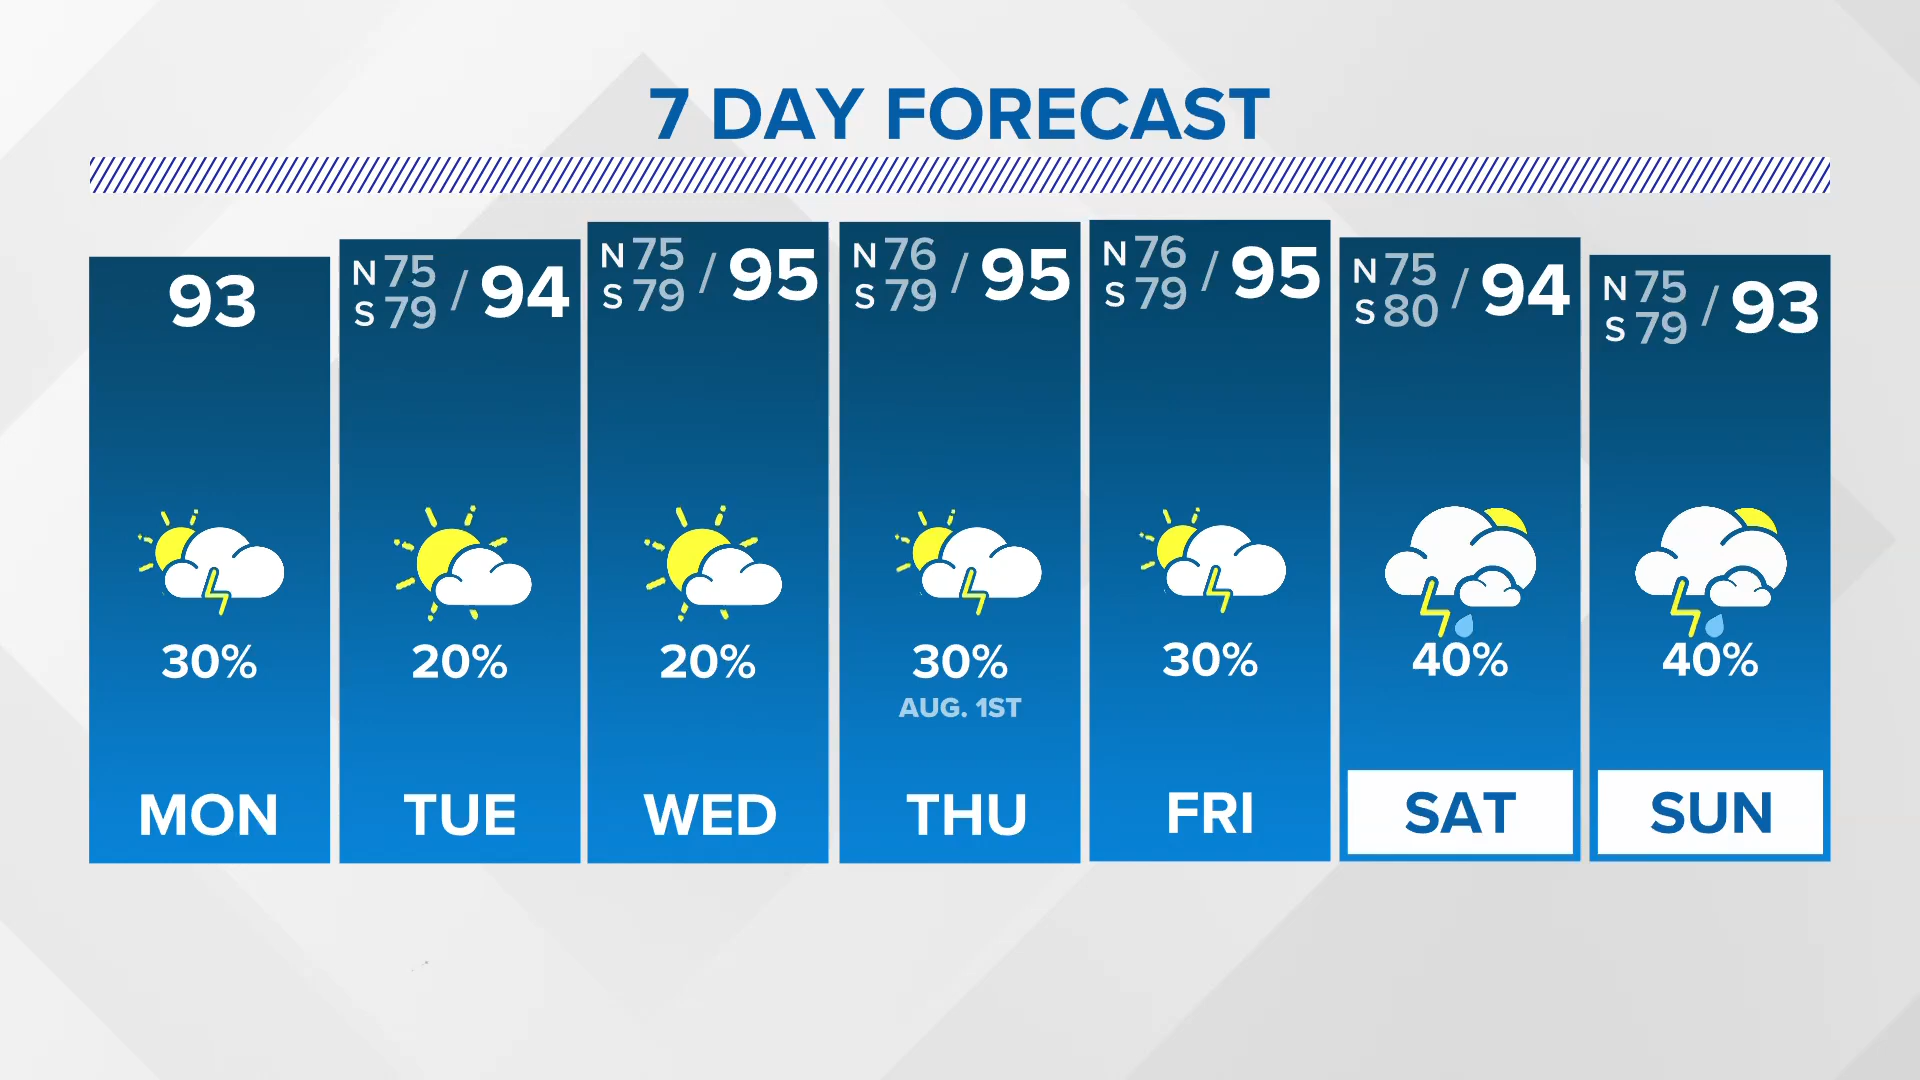 7 DAY FORECAST
93
30%
MON
N 75
S 79
/ 94
20%
TUE
N 75
S 79
/ 95
20%
WED
N 76
S 79
/ 95
30%
AUG. 1ST
THU
N 76
S 79
/ 95
30%
FRI
N 75
S 80
/ 94
40%
SAT
N 75
S 79
/ 93
40%
SUN